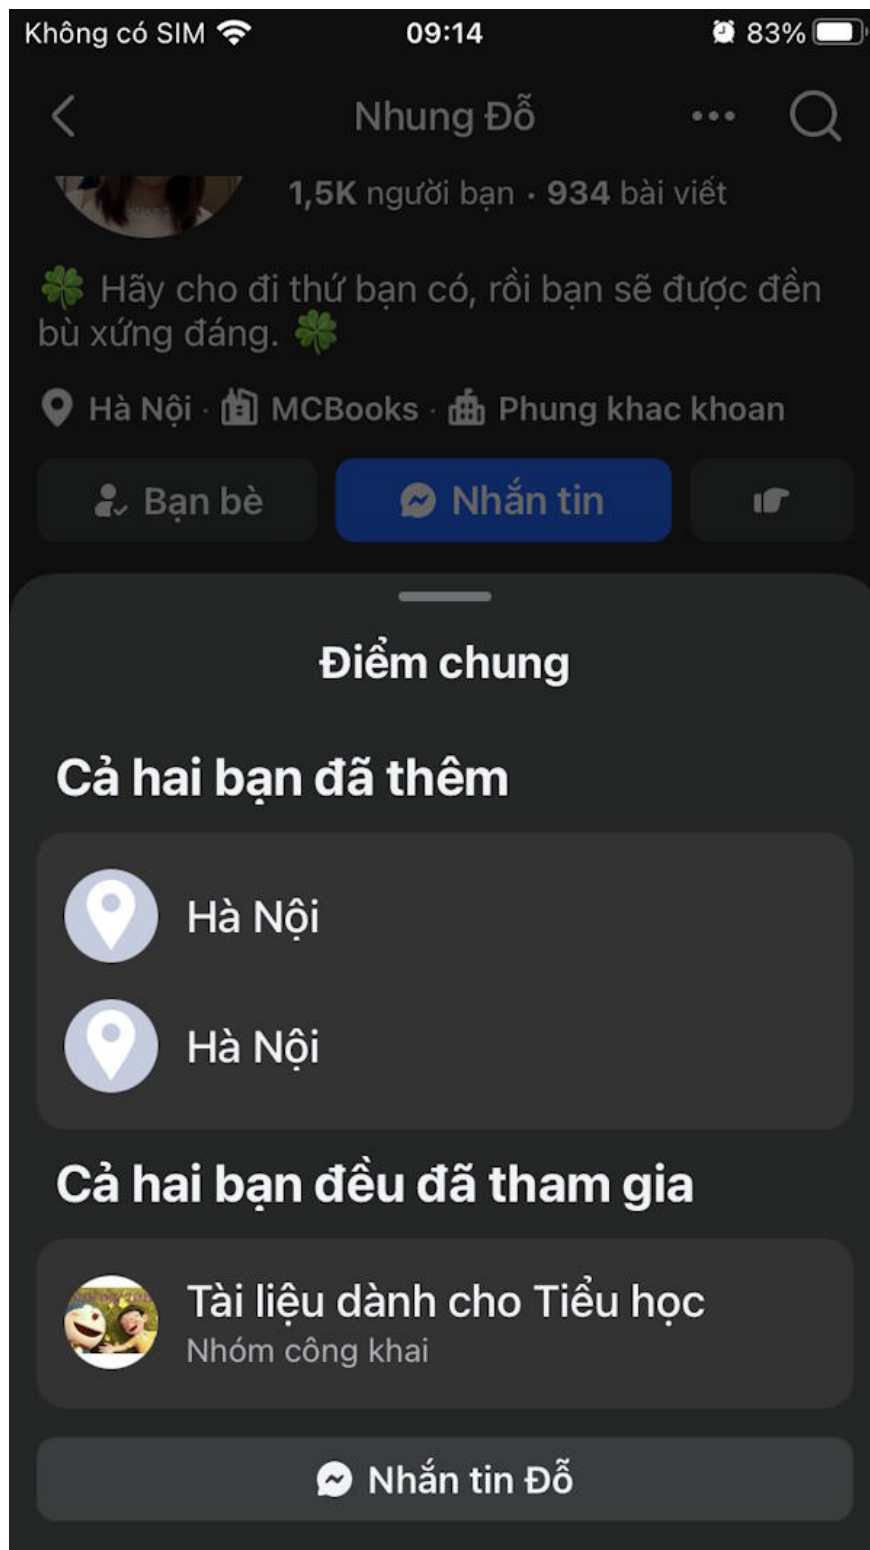 Không có SIM 09:14 83%
Nhung Đỗ
1,5K người bạn · 934 bài viết
🍀 Hãy cho đi thứ bạn có, rồi bạn sẽ được đền
bù xứng đáng. 🍀
Hà Nội · MCBooks · Phung khac khoan
Bạn bè
Nhắn tin
Điểm chung
Cả hai bạn đã thêm
Hà Nội
Hà Nội
Cả hai bạn đều đã tham gia
Tài liệu dành cho Tiểu học
Nhóm công khai
Nhắn tin Đỗ